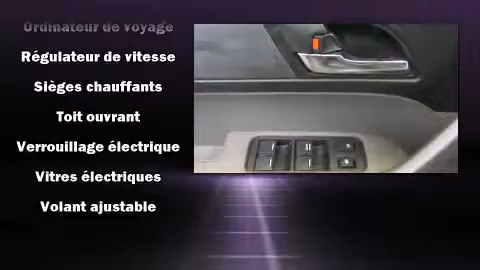 Ordinateur de voyage
Régulateur de vitesse
Sièges chauffants
Toit ouvrant
Verrouillage électrique
Vitres électriques
Volant ajustable